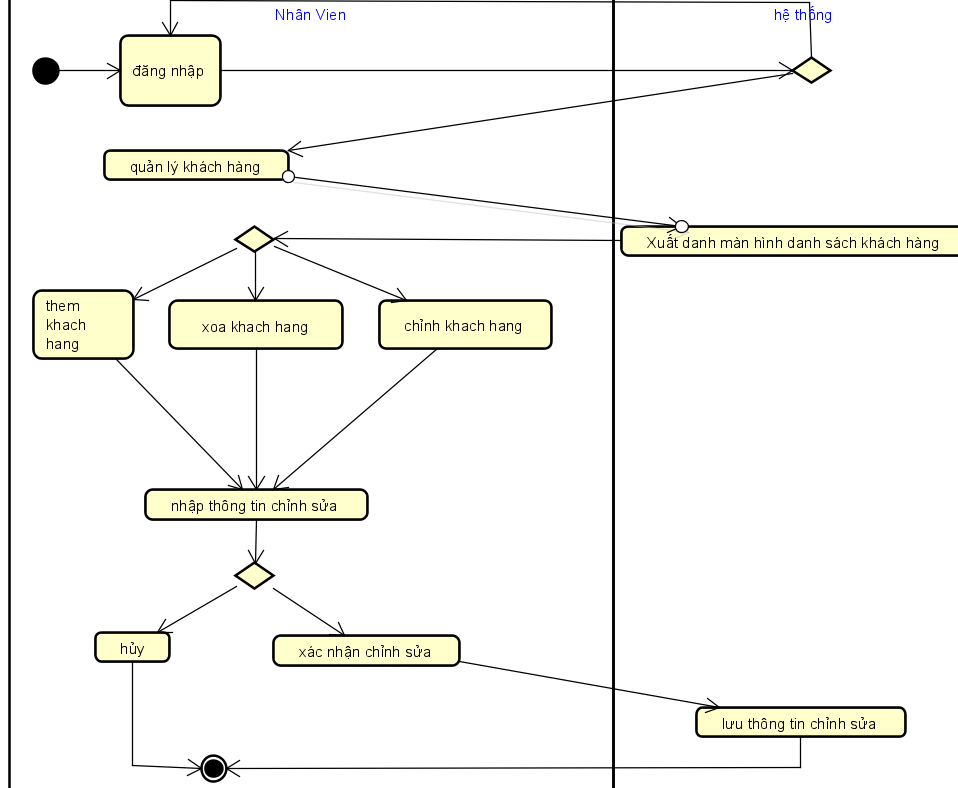 Nhân Vien
hệ thống
đăng nhập
quản lý khách hàng
Xuất danh màn hình danh sách khách hàng
them
khach
hang
xoa khach hang
chỉnh khach hang
nhập thông tin chỉnh sửa
hủy
xác nhận chỉnh sửa
lưu thông tin chỉnh sửa